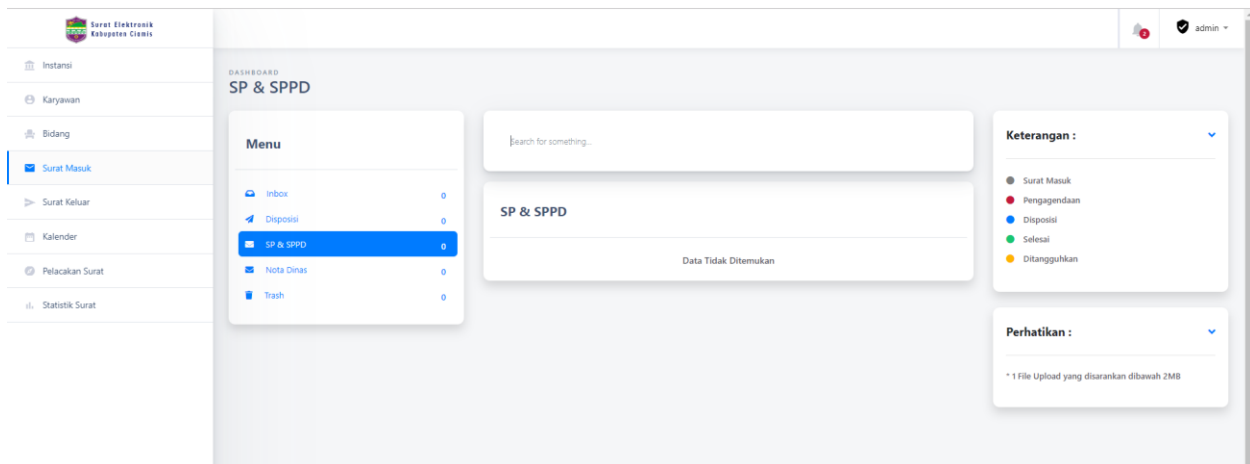 Surat Elektronik
Kabupaten Ciamis
2
admin
Instansi
Karyawan
Bidang
Surat Masuk
Surat Keluar
Kalender
Pelacakan Surat
Statistik Surat
DASHBOARD
SP & SPPD
Menu
Inbox 0
Disposisi 0
SP & SPPD 0
Nota Dinas 0
Trash 0
Search for something...
SP & SPPD
Data Tidak Ditemukan
Keterangan :
Surat Masuk
Pengagendaan
Disposisi
Selesai
Ditangguhkan
Perhatikan :
* 1 File Upload yang disarankan dibawah 2MB